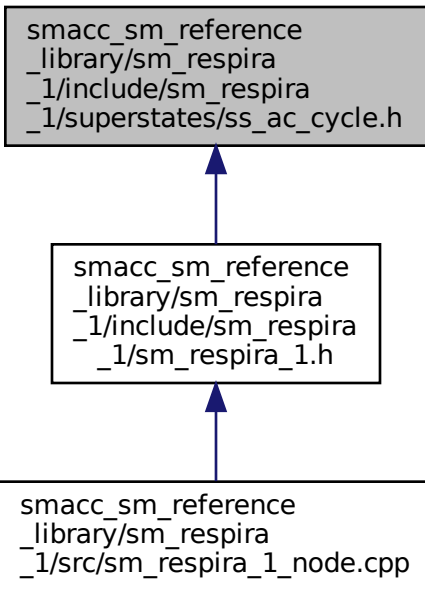 smacc_sm_reference
_library/sm_respira
_1/include/sm_respira
_1/superstates/ss_ac_cycle.h
smacc_sm_reference
_library/sm_respira
_1/include/sm_respira
_1/sm_respira_1.h
smacc_sm_reference
_library/sm_respira
_1/src/sm_respira_1_node.cpp